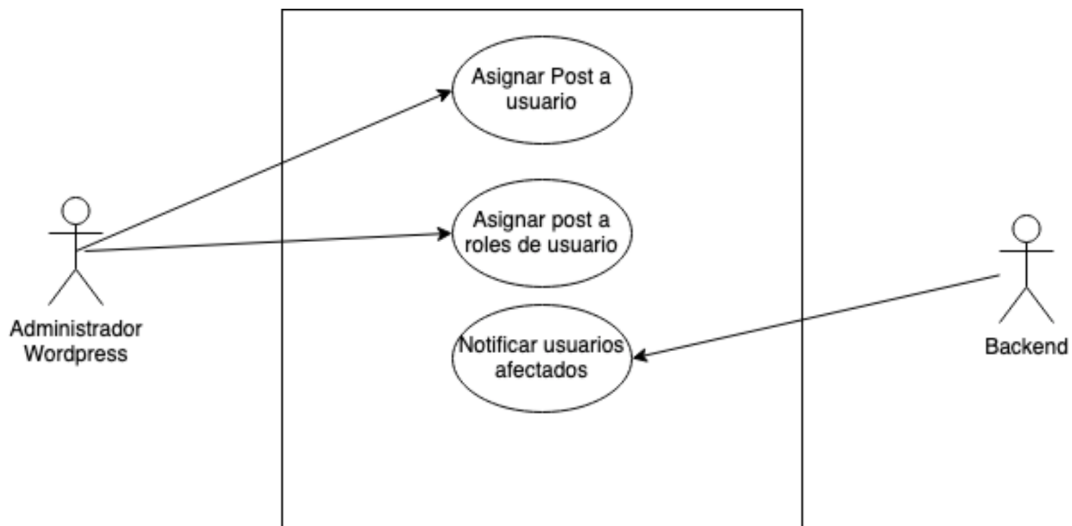 Asignar Post a
usuario
Asignar post a
roles de usuario
Administrador
Wordpress
Notificar usuarios
afectados
Backend